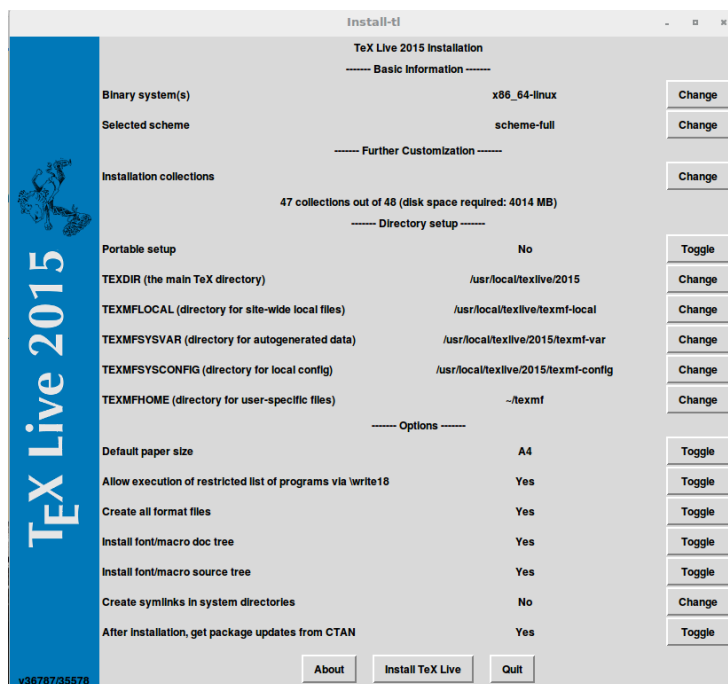 Install-tl
TeX Live 2015 Installation
------- Basic Information -------
Binary system(s) x86_64-linux Change
Selected scheme scheme-full Change
------- Further Customization -------
Installation collections Change
47 collections out of 48 (disk space required: 4014 MB)
------- Directory setup -------
Portable setup No Toggle
TEXDIR (the main TeX directory) /usr/local/texlive/2015 Change
TEXMFLOCAL (directory for site-wide local files) /usr/local/texlive/texmf-local Change
TEXMFSYSVAR (directory for autogenerated data) /usr/local/texlive/2015/texmf-var Change
TEXMFSYSCONFIG (directory for local config) /usr/local/texlive/2015/texmf-config Change
TEXMFHOME (directory for user-specific files) ~/texmf Change
------- Options -------
Default paper size A4 Toggle
Allow execution of restricted list of programs via \write18 Yes Toggle
Create all format files Yes Toggle
Install font/macro doc tree Yes Toggle
Install font/macro source tree Yes Toggle
Create symlinks in system directories No Change
After installation, get package updates from CTAN Yes Toggle
About Install TeX Live Quit
TEX Live 2015
v36787/35578